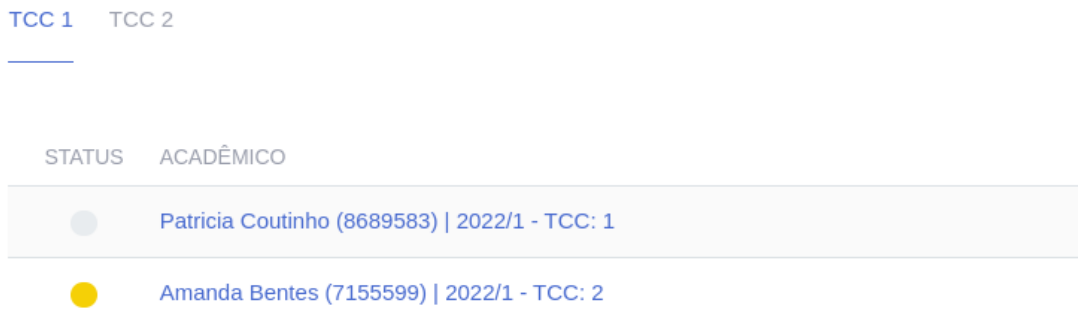 TCC 1 TCC 2
STATUS ACADÊMICO
Patricia Coutinho (8689583) | 2022/1 - TCC: 1
Amanda Bentes (7155599) | 2022/1 - TCC: 2